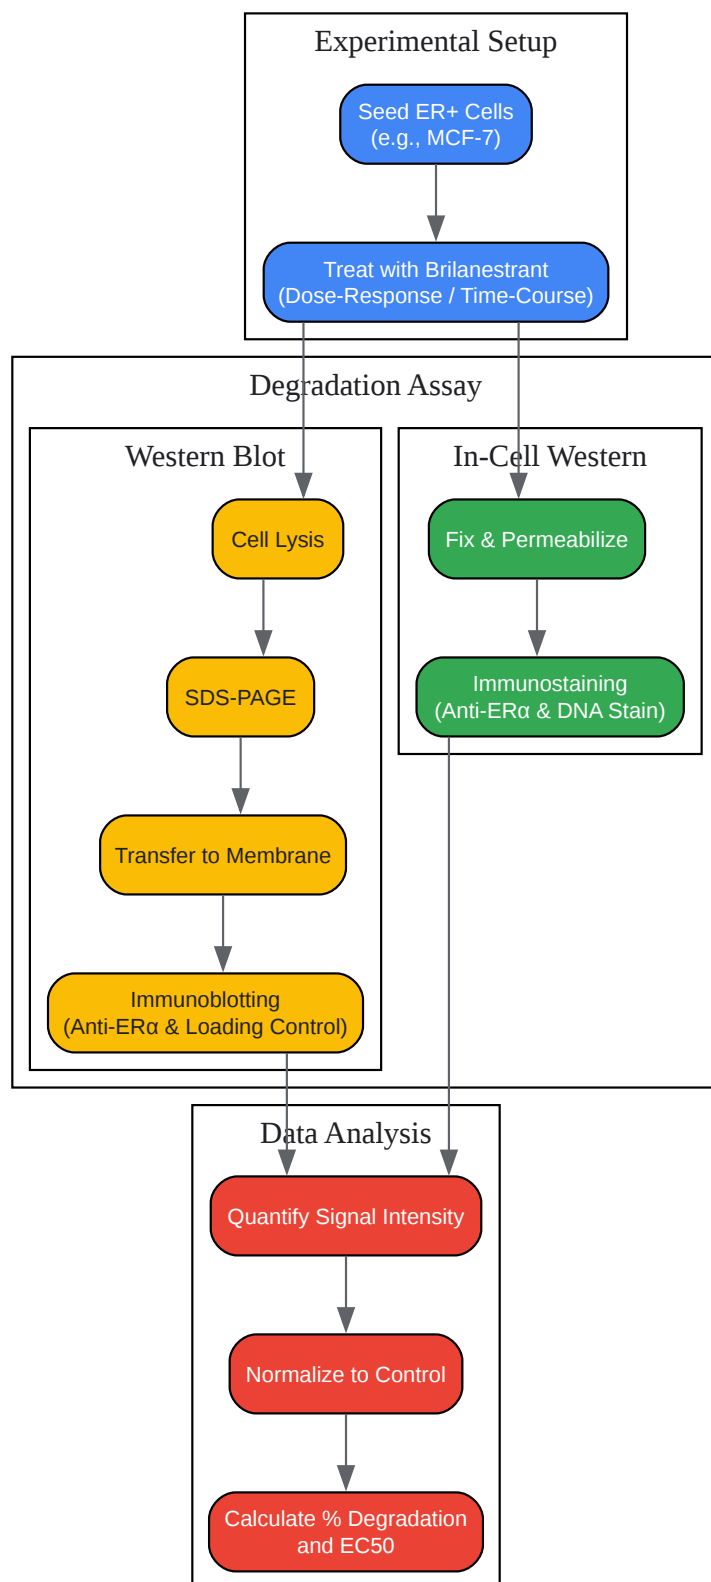 Experimental Setup
Seed ER+ Cells
(e.g., MCF-7)
Treat with Brilanestrant
(Dose-Response / Time-Course)
Degradation Assay
Western Blot
Cell Lysis
SDS-PAGE
Transfer to Membrane
Immunoblotting
(Anti-ERα & Loading Control)
In-Cell Western
Fix & Permeabilize
Immunostaining
(Anti-ERα & DNA Stain)
Data Analysis
Quantify Signal Intensity
Normalize to Control
Calculate % Degradation
and EC50